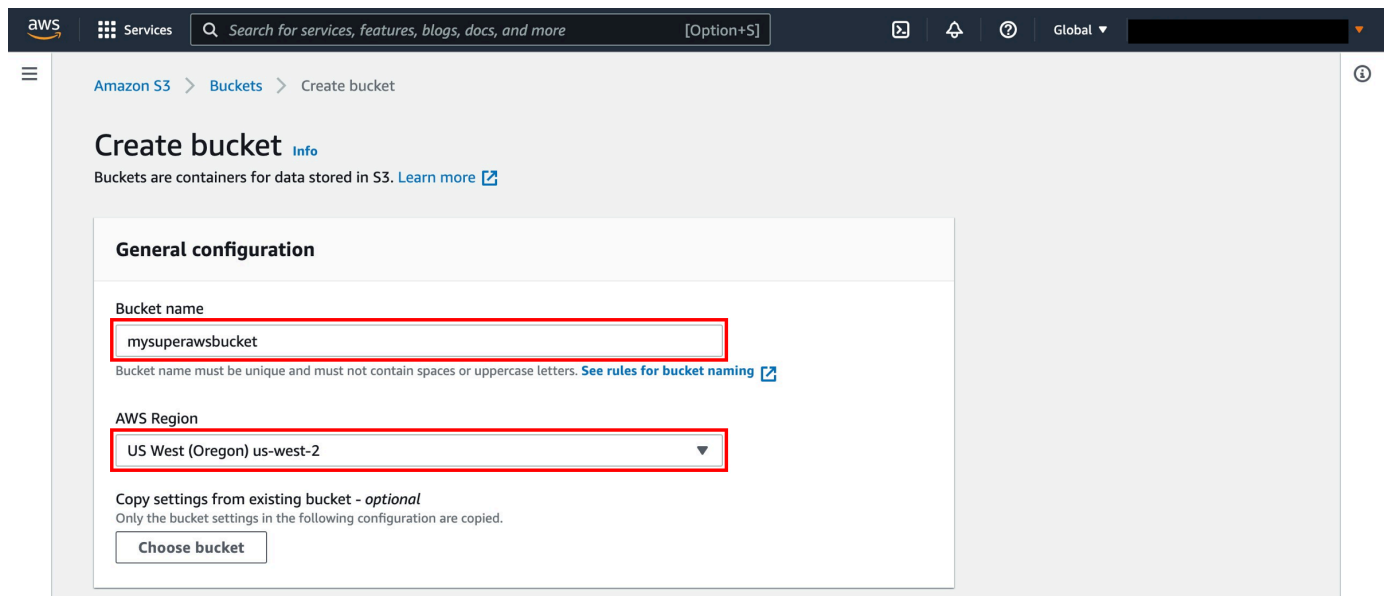 aws Services Search for services, features, blogs, docs, and more [Option+S] Global
Amazon S3 Buckets Create bucket
Create bucket Info
Buckets are containers for data stored in S3. Learn more
General configuration
Bucket name
mysuperawsbucket
Bucket name must be unique and must not contain spaces or uppercase letters. See rules for bucket naming
AWS Region
US West (Oregon) us-west-2
Copy settings from existing bucket - optional
Only the bucket settings in the following configuration are copied.
Choose bucket